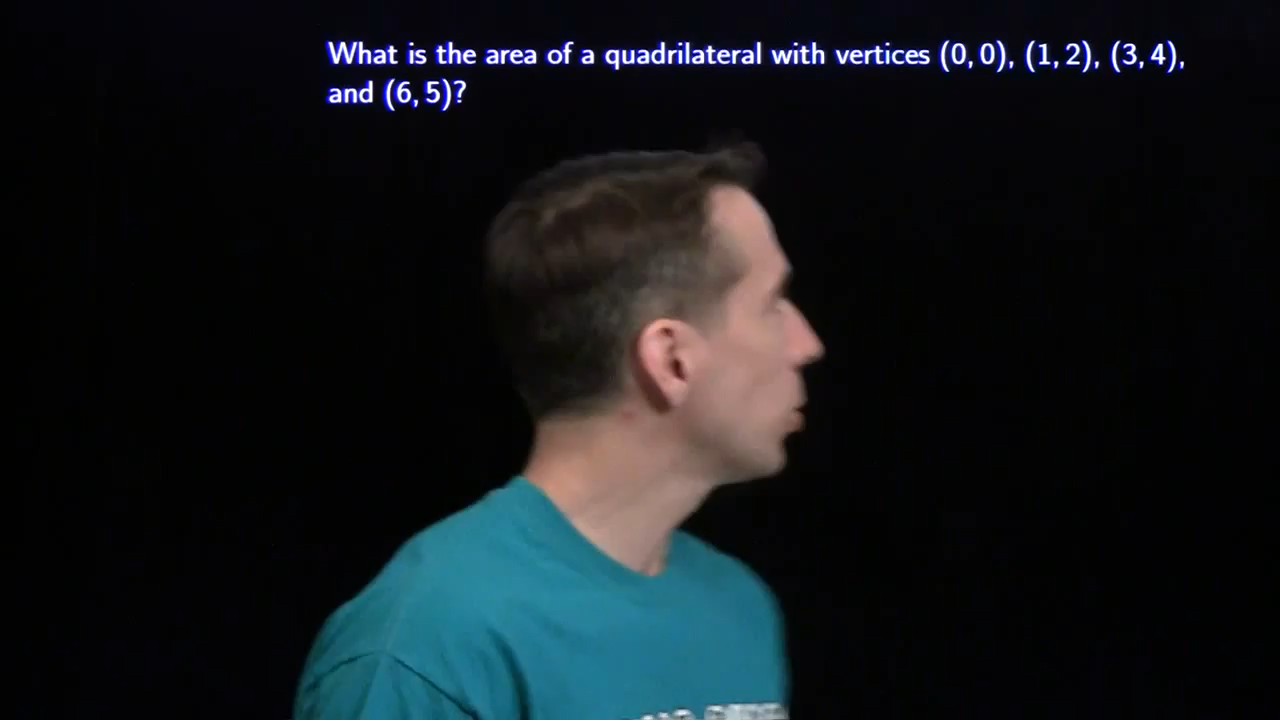 What is the area of a quadrilateral with vertices (0, 0), (1, 2), (3, 4),
and (6, 5)?